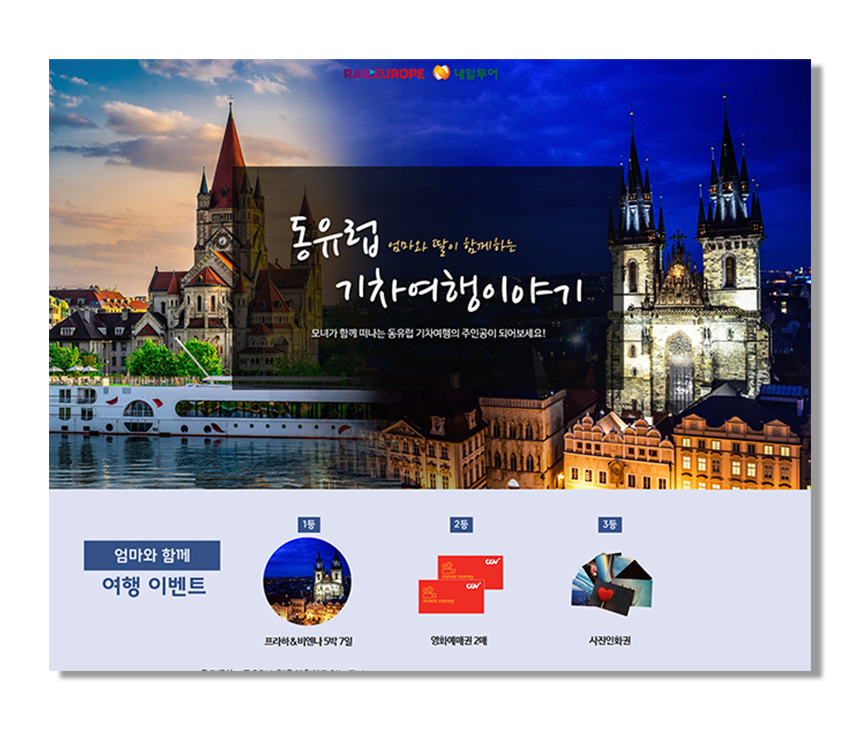 RAIL EUROPE 내일투어
동유럽 엄마와 딸이 함께하는
기차여행이야기
모녀가 함께 떠나는 동유럽 기차여행의 주인공이 되어보세요!
1등 2등 3등
엄마와 함께
여행 이벤트
CGV
movie money
CGV
movie money
프라하&비엔나 5박 7일 영화예매권 2매 사진인화권